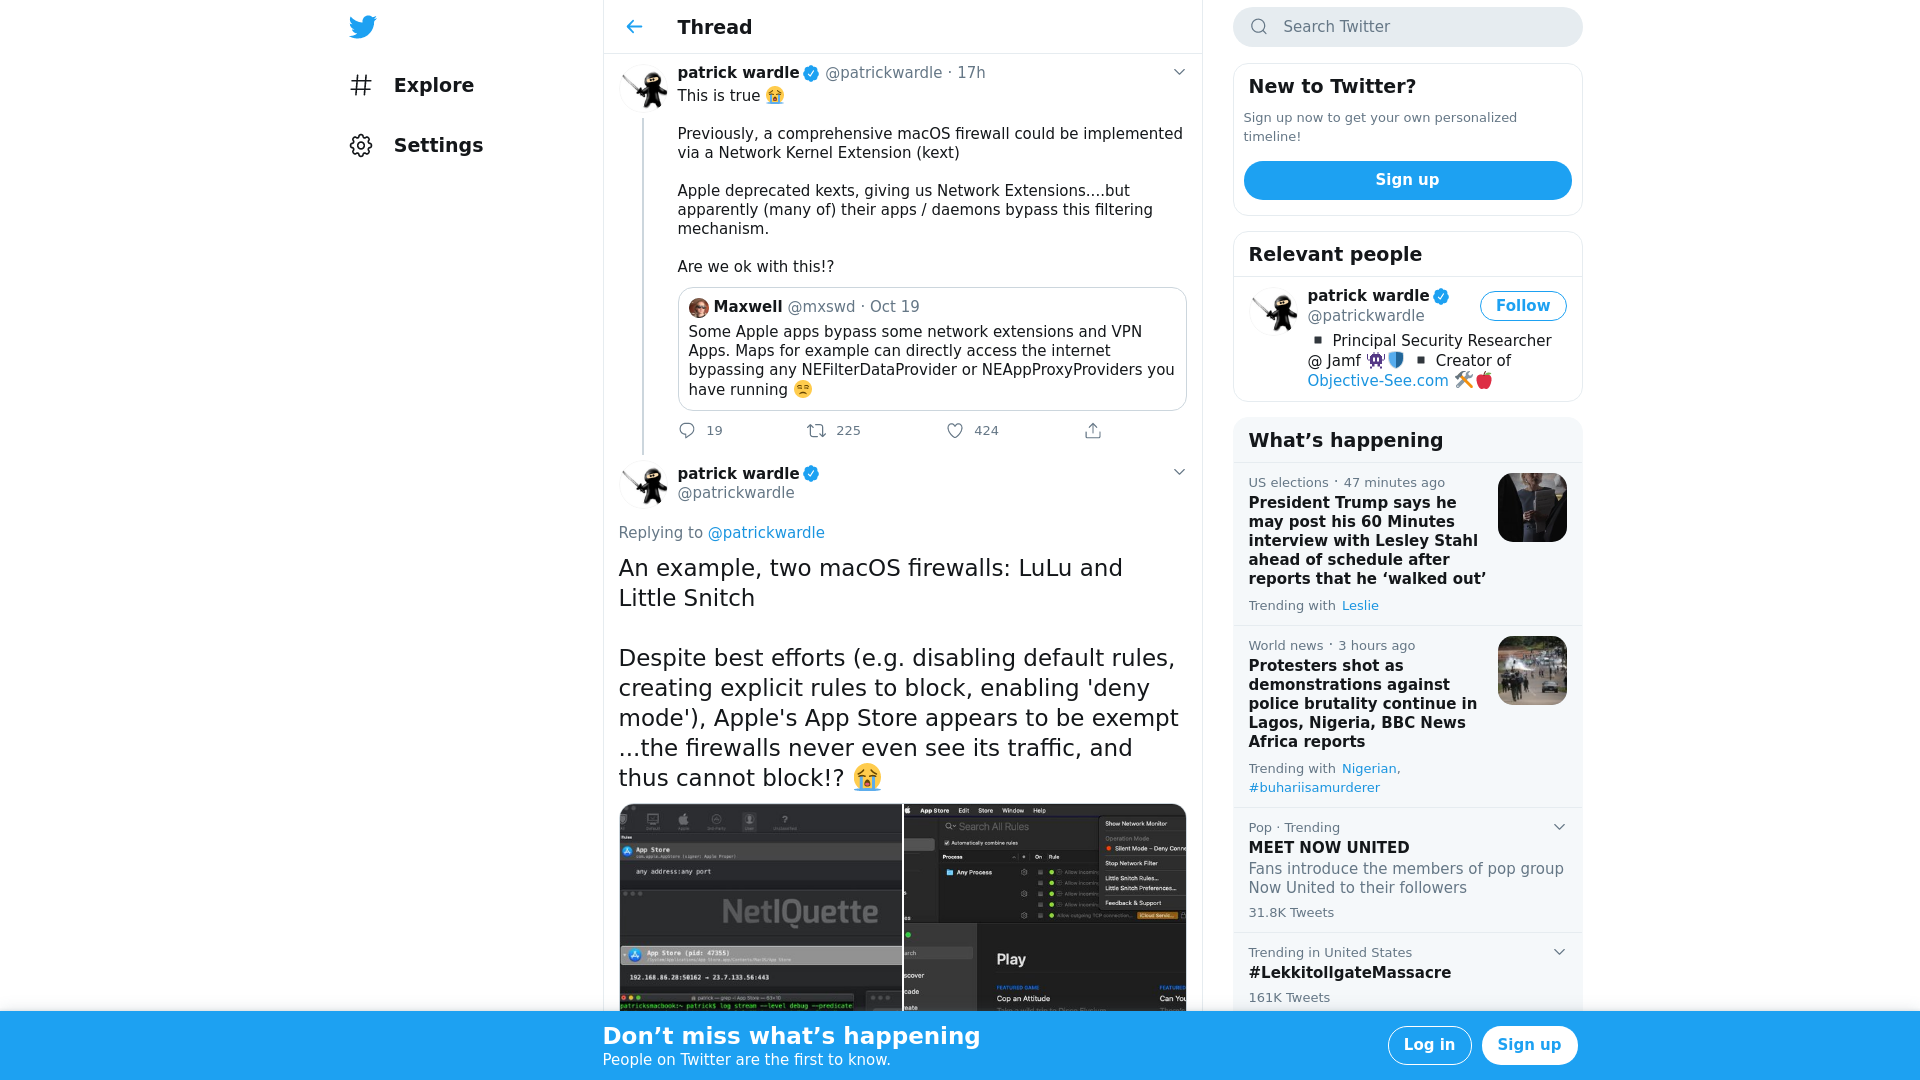 Explore
Settings
Thread
patrick wardle @patrickwardle · 17h
This is true
Previously, a comprehensive macOS firewall could be implemented
via a Network Kernel Extension (kext)
Apple deprecated kexts, giving us Network Extensions....but
apparently (many of) their apps / daemons bypass this filtering
mechanism.
Are we ok with this!?
Maxwell @mxswd · Oct 19
Some Apple apps bypass some network extensions and VPN
Apps. Maps for example can directly access the internet
bypassing any NEFilterDataProvider or NEAppProxyProviders you
have running
19 225 424
patrick wardle
@patrickwardle
Replying to @patrickwardle
An example, two macOS firewalls: LuLu and
Little Snitch
Despite best efforts (e.g. disabling default rules,
creating explicit rules to block, enabling 'deny
mode'), Apple's App Store appears to be exempt
...the firewalls never even see its traffic, and
thus cannot block!?
App Store
any address:any port
NetIQuette
App Store (pid: 47355)
192.168.86.28:50162 → 23.7.133.56:443
patricksmacbook:~ patrick$ log stream --level debug --predicate
App Store Edit Store Window Help
Search All Rules
Automatically combine rules
Process On Rule
Any Process
Show Network Monitor
Operation Mode
Silent Mode – Deny Conne
Stop Network Filter
Little Snitch Rules...
Little Snitch Preferences...
Feedback & Support
Play
FEATURED GAME
Cop an Attitude
Can You
Search Twitter
New to Twitter?
Sign up now to get your own personalized
timeline!
Sign up
Relevant people
patrick wardle
@patrickwardle
Follow
Principal Security Researcher
@ Jamf Creator of
Objective-See.com
What’s happening
US elections · 47 minutes ago
President Trump says he
may post his 60 Minutes
interview with Lesley Stahl
ahead of schedule after
reports that he ‘walked out’
Trending with Leslie
World news · 3 hours ago
Protesters shot as
demonstrations against
police brutality continue in
Lagos, Nigeria, BBC News
Africa reports
Trending with Nigerian,
#buhariisamurderer
Pop · Trending
MEET NOW UNITED
Fans introduce the members of pop group
Now United to their followers
31.8K Tweets
Trending in United States
#LekkitollgateMassacre
161K Tweets
Don’t miss what’s happening
People on Twitter are the first to know.
Log in
Sign up